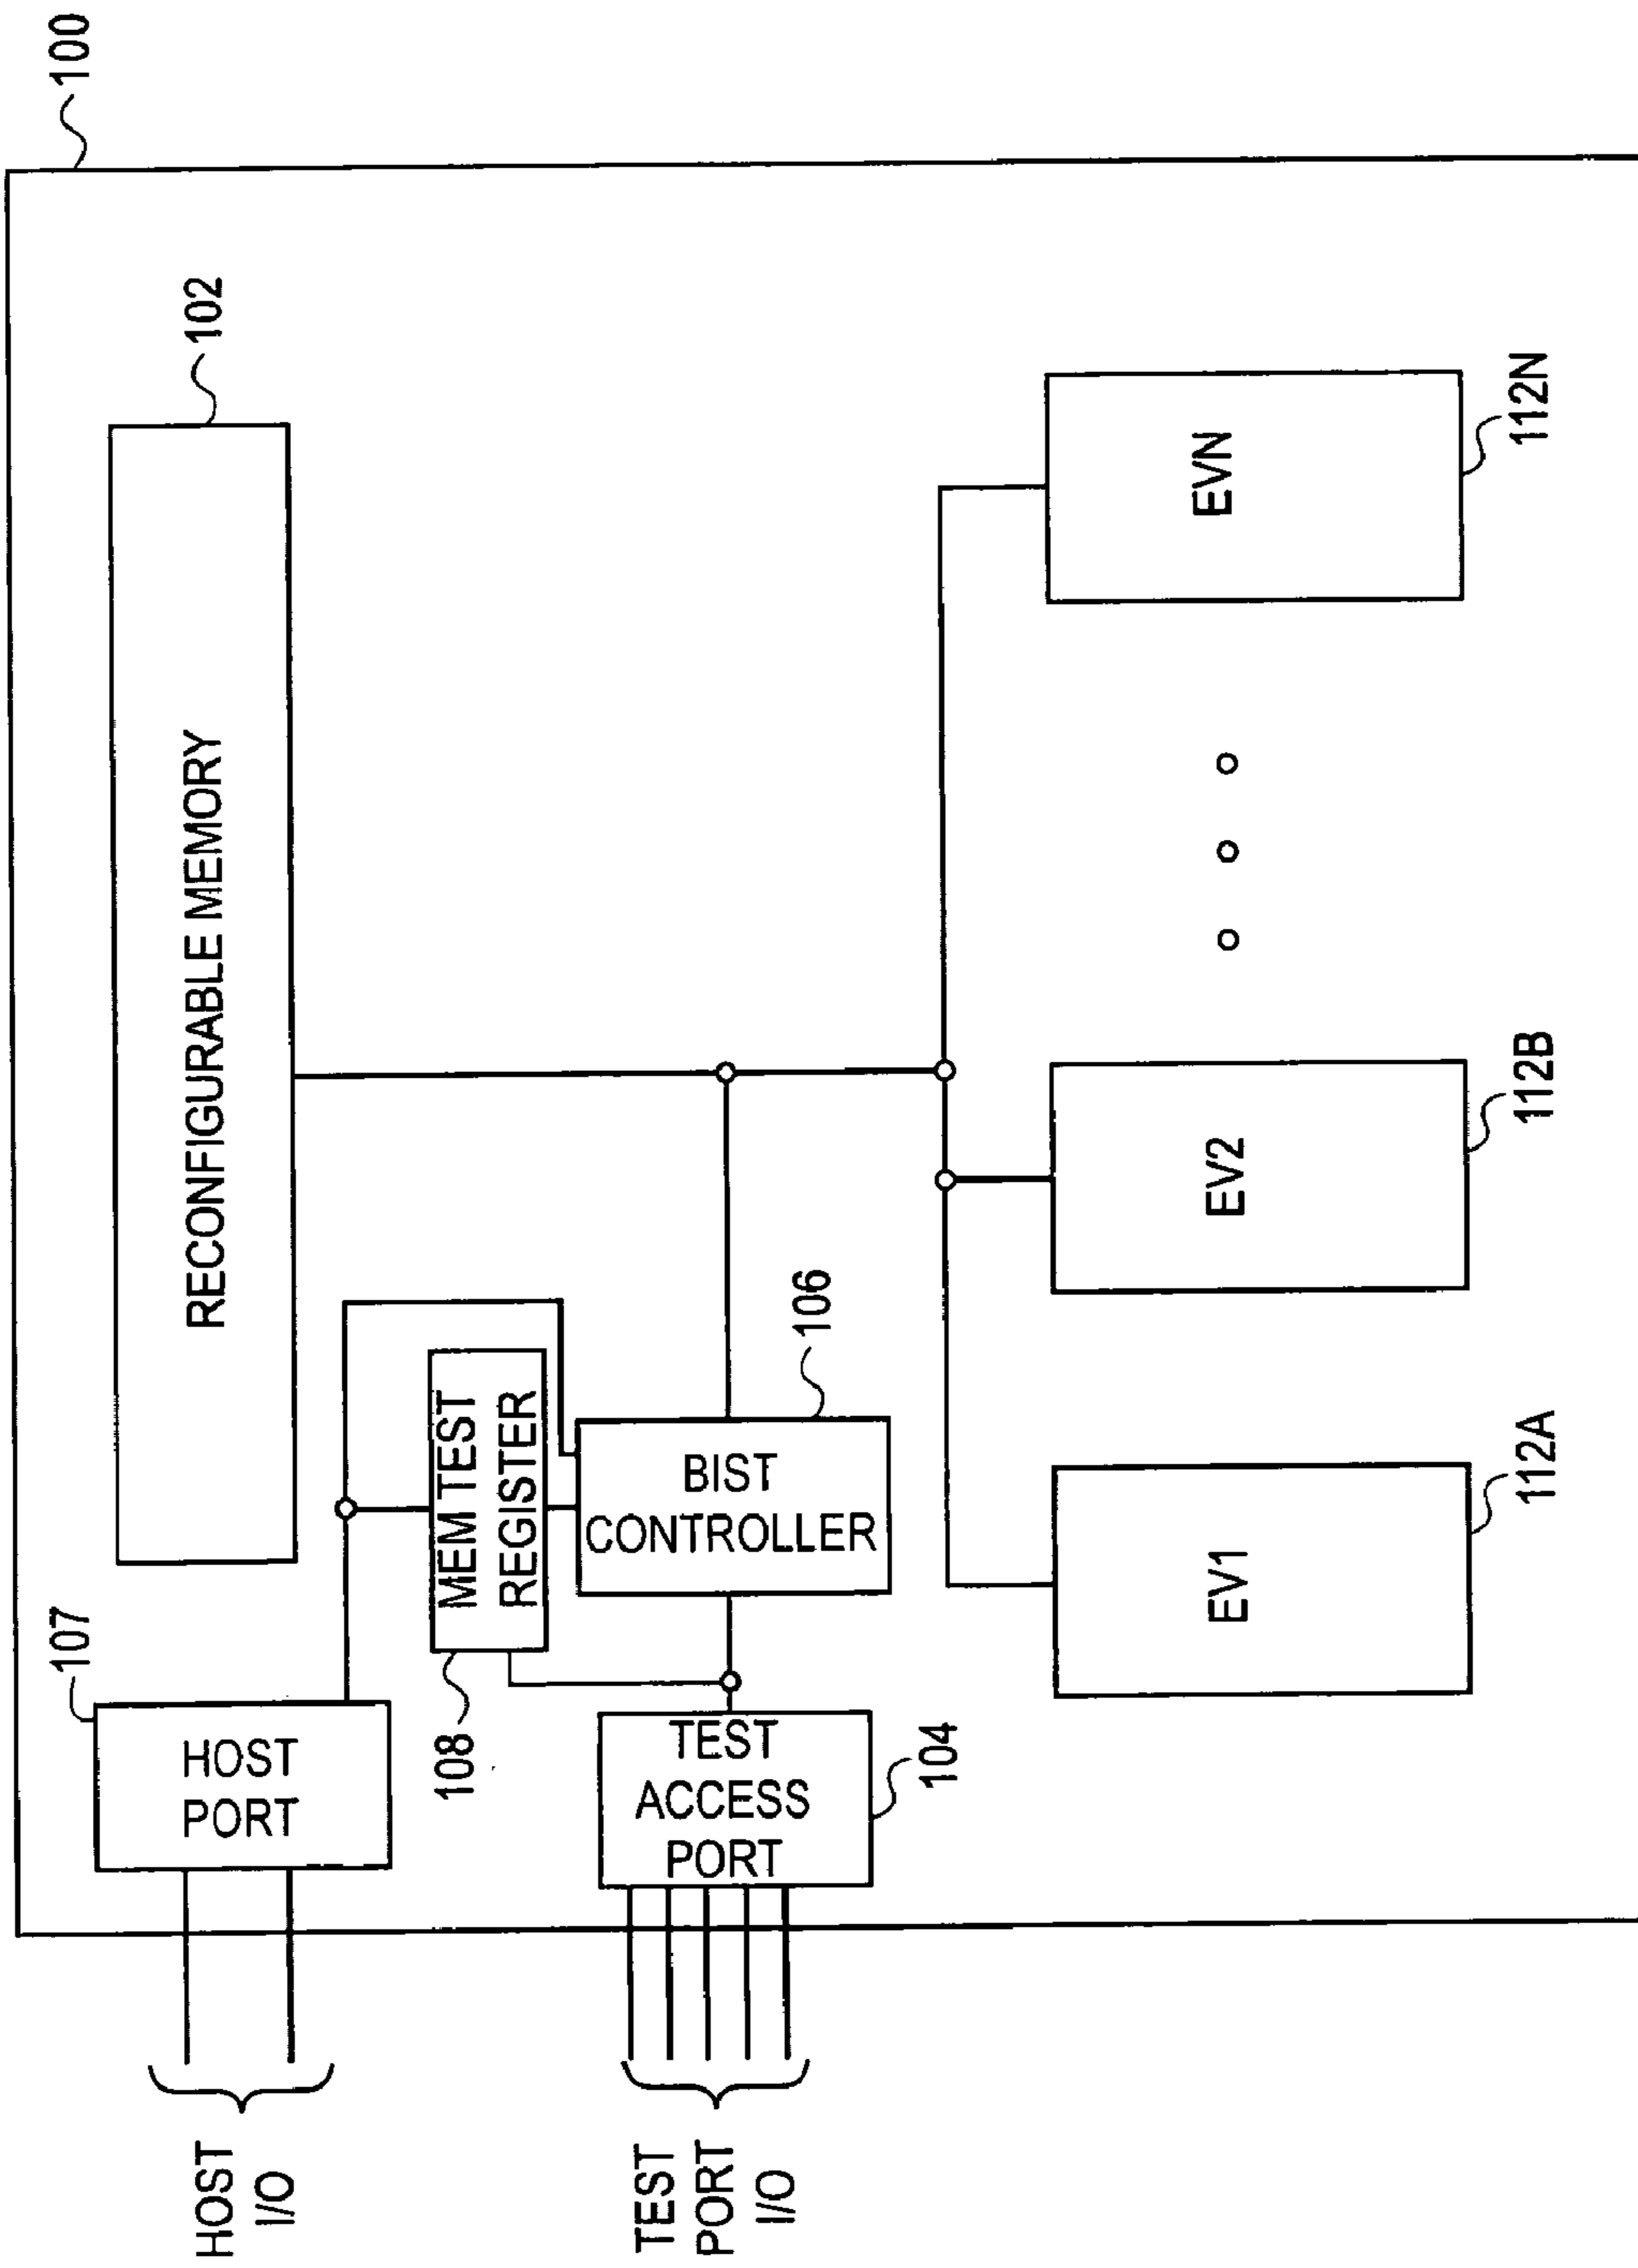 100
RECONFIGURABLE MEMORY
102
107
HOST
PORT
HOST
I/O
MEM TEST
REGISTER
108
BIST
CONTROLLER
106
TEST
ACCESS
PORT
104
TEST
PORT
I/O
EV1
112A
EV2
112B
EVN
112N